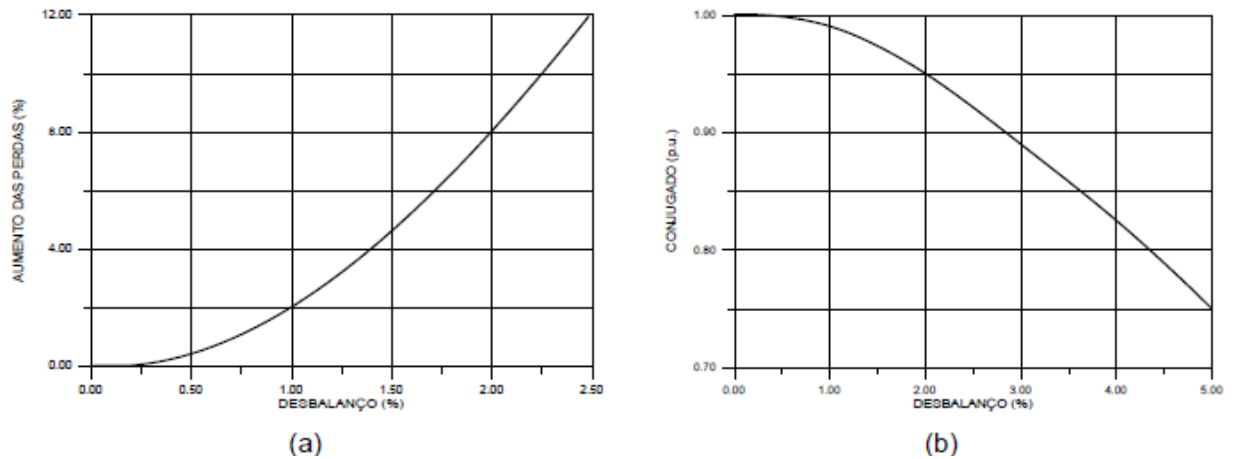 AUMENTO DAS PERDAS (%)
12.00
8.00
4.00
0.00
0.00 0.50 1.00 1.50 2.00 2.50
DESBALANÇO (%)
(a)
CONJUGADO (p.u.)
1.00
0.90
0.80
0.70
0.00 1.00 2.00 3.00 4.00 5.00
DESBALANÇO (%)
(b)